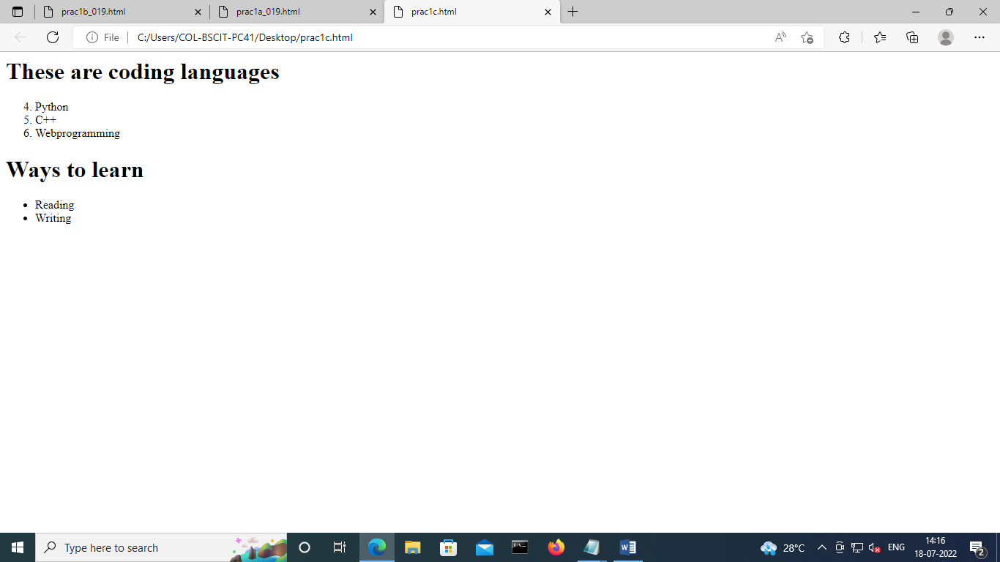 prac1b_019.html
prac1a_019.html
prac1c.html
File
C:/Users/COL-BSCIT-PC41/Desktop/prac1c.html
These are coding languages
4. Python
5. C++
6. Webprogramming
Ways to learn
• Reading
• Writing
Type here to search
28°C
ENG
14:16
18-07-2022
2